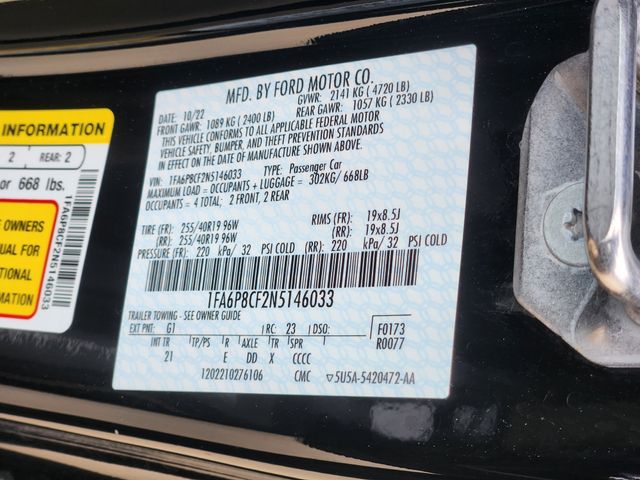 INFORMATION
2 REAR: 2
or 668 lbs.
OWNERS
UAL FOR
TIONAL
MATION
1FA6P8CF2N5146033
MFD. BY FORD MOTOR CO.
DATE: 10/22 GVWR: 2141 KG ( 4720 LB)
FRONT GAWR: 1089 KG ( 2400 LB) REAR GAWR: 1057 KG ( 2330 LB)
THIS VEHICLE CONFORMS TO ALL APPLICABLE FEDERAL MOTOR
VEHICLE SAFETY, BUMPER, AND THEFT PREVENTION STANDARDS
IN EFFECT ON THE DATE OF MANUFACTURE SHOWN ABOVE.
VIN: 1FA6P8CF2N5146033 TYPE: Passenger Car
MAXIMUM LOAD = OCCUPANTS + LUGGAGE = 302KG/668LB
OCCUPANTS = 4 TOTAL; 2 FRONT, 2 REAR
TIRE (FR): 255/40R19 96W RIMS (FR): 19x8.5J
(RR): 255/40R19 96W (RR): 19x8.5J
PRESSURE (FR): 220 kPa/ 32 PSI COLD (RR): 220 kPa/ 32 PSI COLD
1FA6P8CF2N5146033
TRAILER TOWING - SEE OWNER GUIDE
EXT PNT: G1 RC: 23 DSO: F0173
INT TR TP/PS R AXLE TR SPR R0077
21 E DD X CCCC
1202210276106 CMC ▽5U5A-5420472-AA